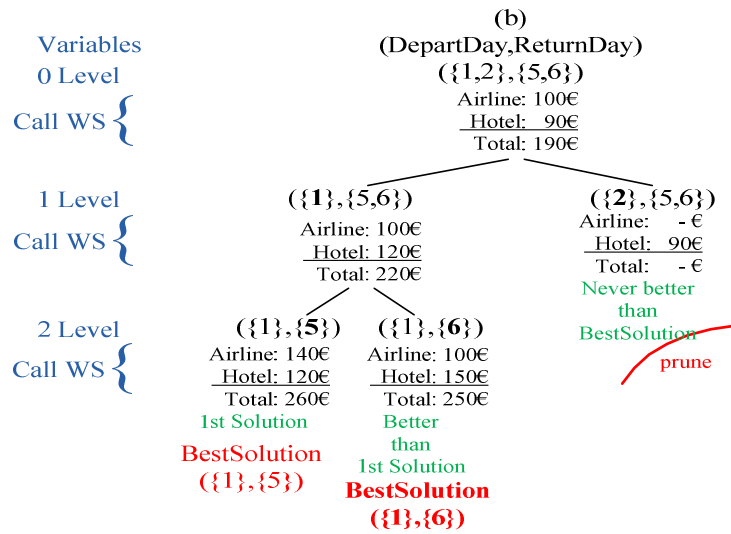 (b)
Variables
(DepartDay,ReturnDay)
0 Level
({1,2},{5,6})
Call WS {
Airline: 100€
Hotel: 90€
Total: 190€
1 Level
({1},{5,6})
({2},{5,6})
Call WS {
Airline: 100€
Hotel: 120€
Total: 220€
Airline: - €
Hotel: 90€
Total: - €
Never better
than
BestSolution
prune
2 Level
({1},{5})
({1},{6})
Call WS {
Airline: 140€
Hotel: 120€
Total: 260€
1st Solution
BestSolution
({1},{5})
Airline: 100€
Hotel: 150€
Total: 250€
Better
than
1st Solution
BestSolution
({1},{6})